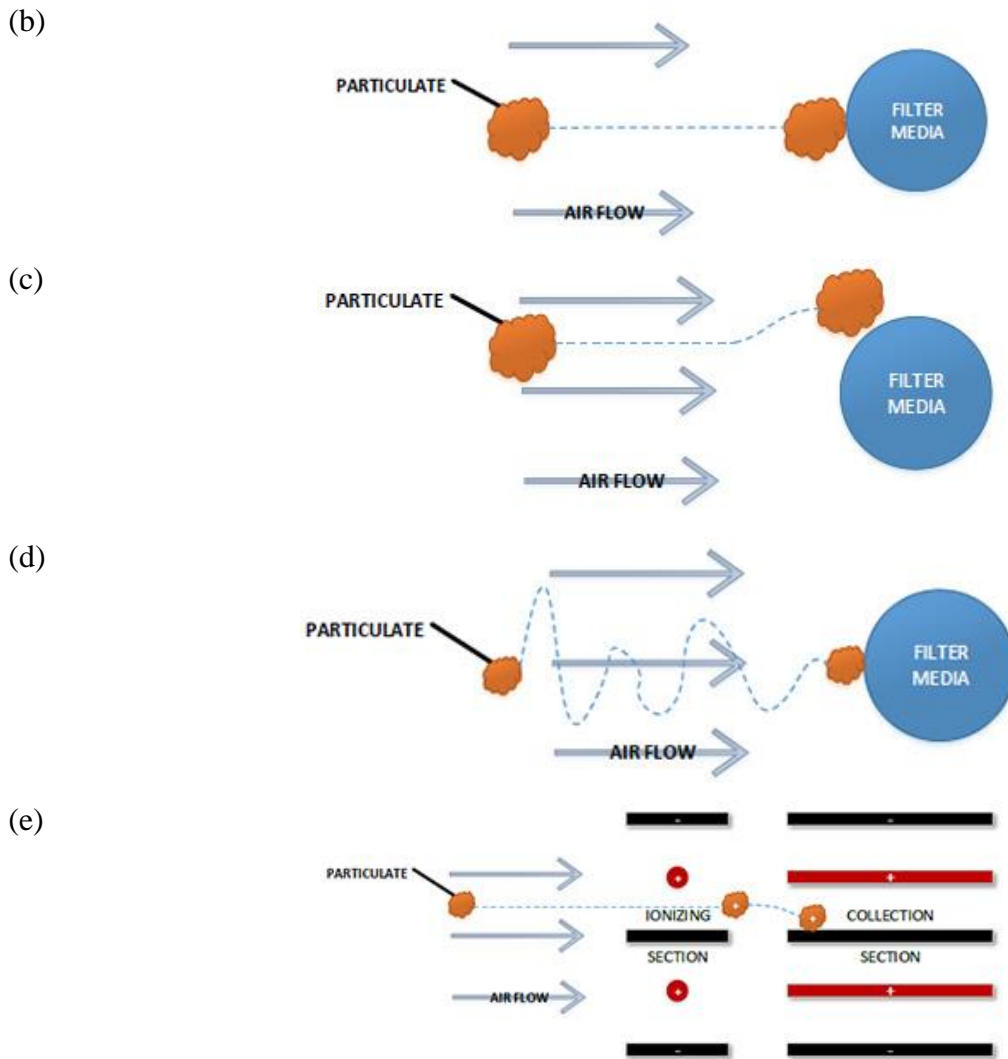 (b)
PARTICULATE
FILTER
MEDIA
AIR FLOW
(c)
PARTICULATE
FILTER
MEDIA
AIR FLOW
(d)
PARTICULATE
FILTER
MEDIA
AIR FLOW
(e)
- -
PARTICULATE
+ +
+ +
IONIZING COLLECTION
SECTION SECTION
AIR FLOW + +
- -